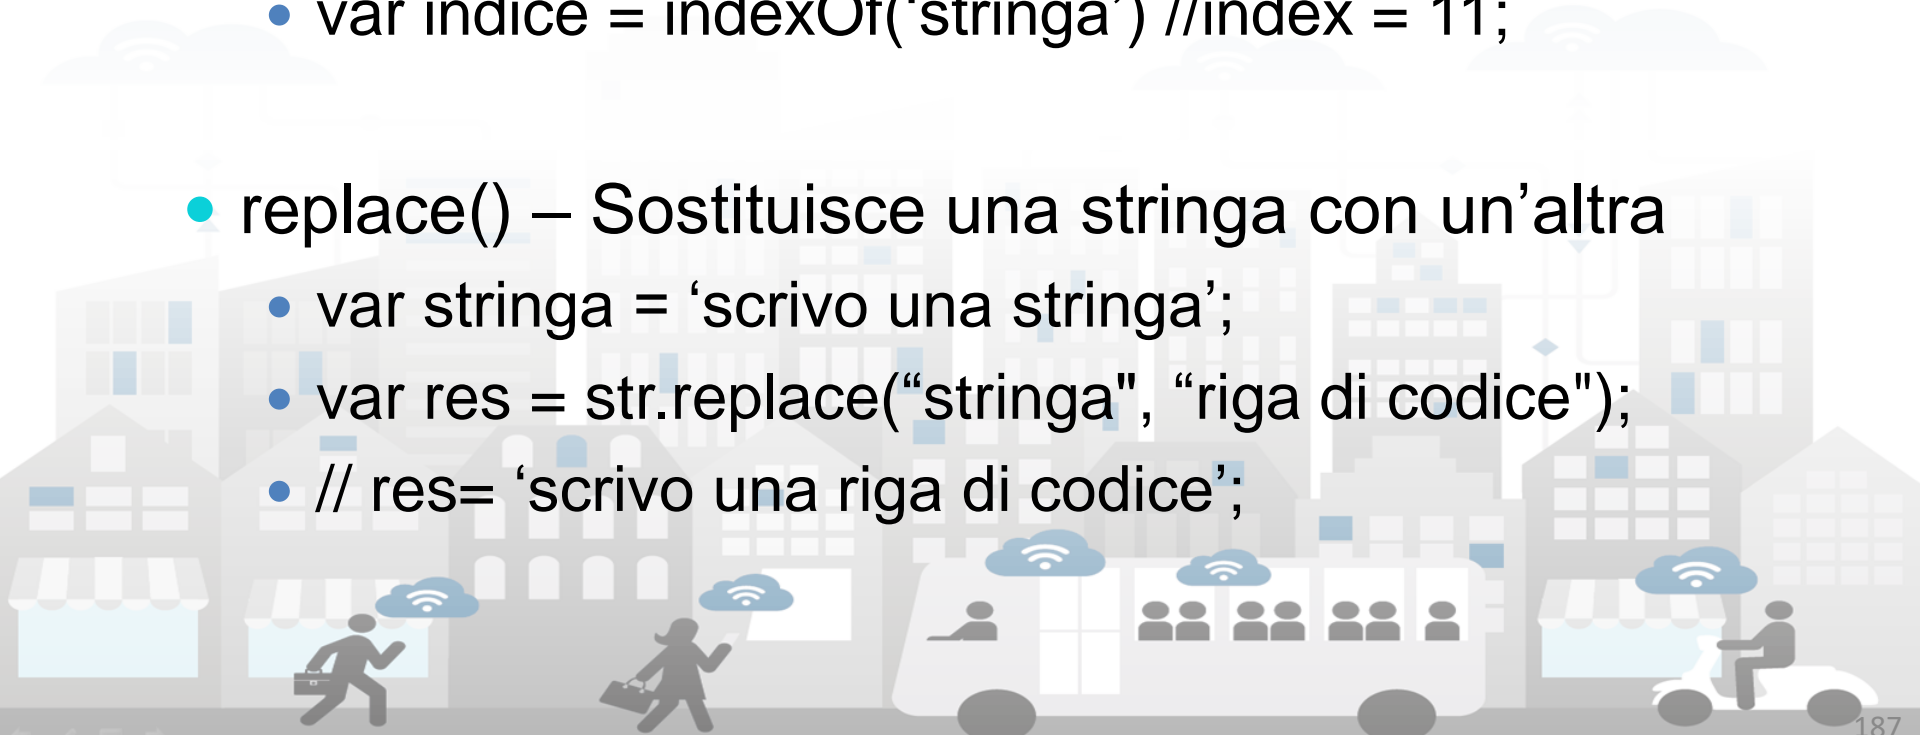 var indice = indexOf(‘stringa’) //index = 11;
replace() – Sostituisce una stringa con un’altra
var stringa = ‘scrivo una stringa’;
var res = str.replace(“stringa", “riga di codice");
// res= ‘scrivo una riga di codice’;
187